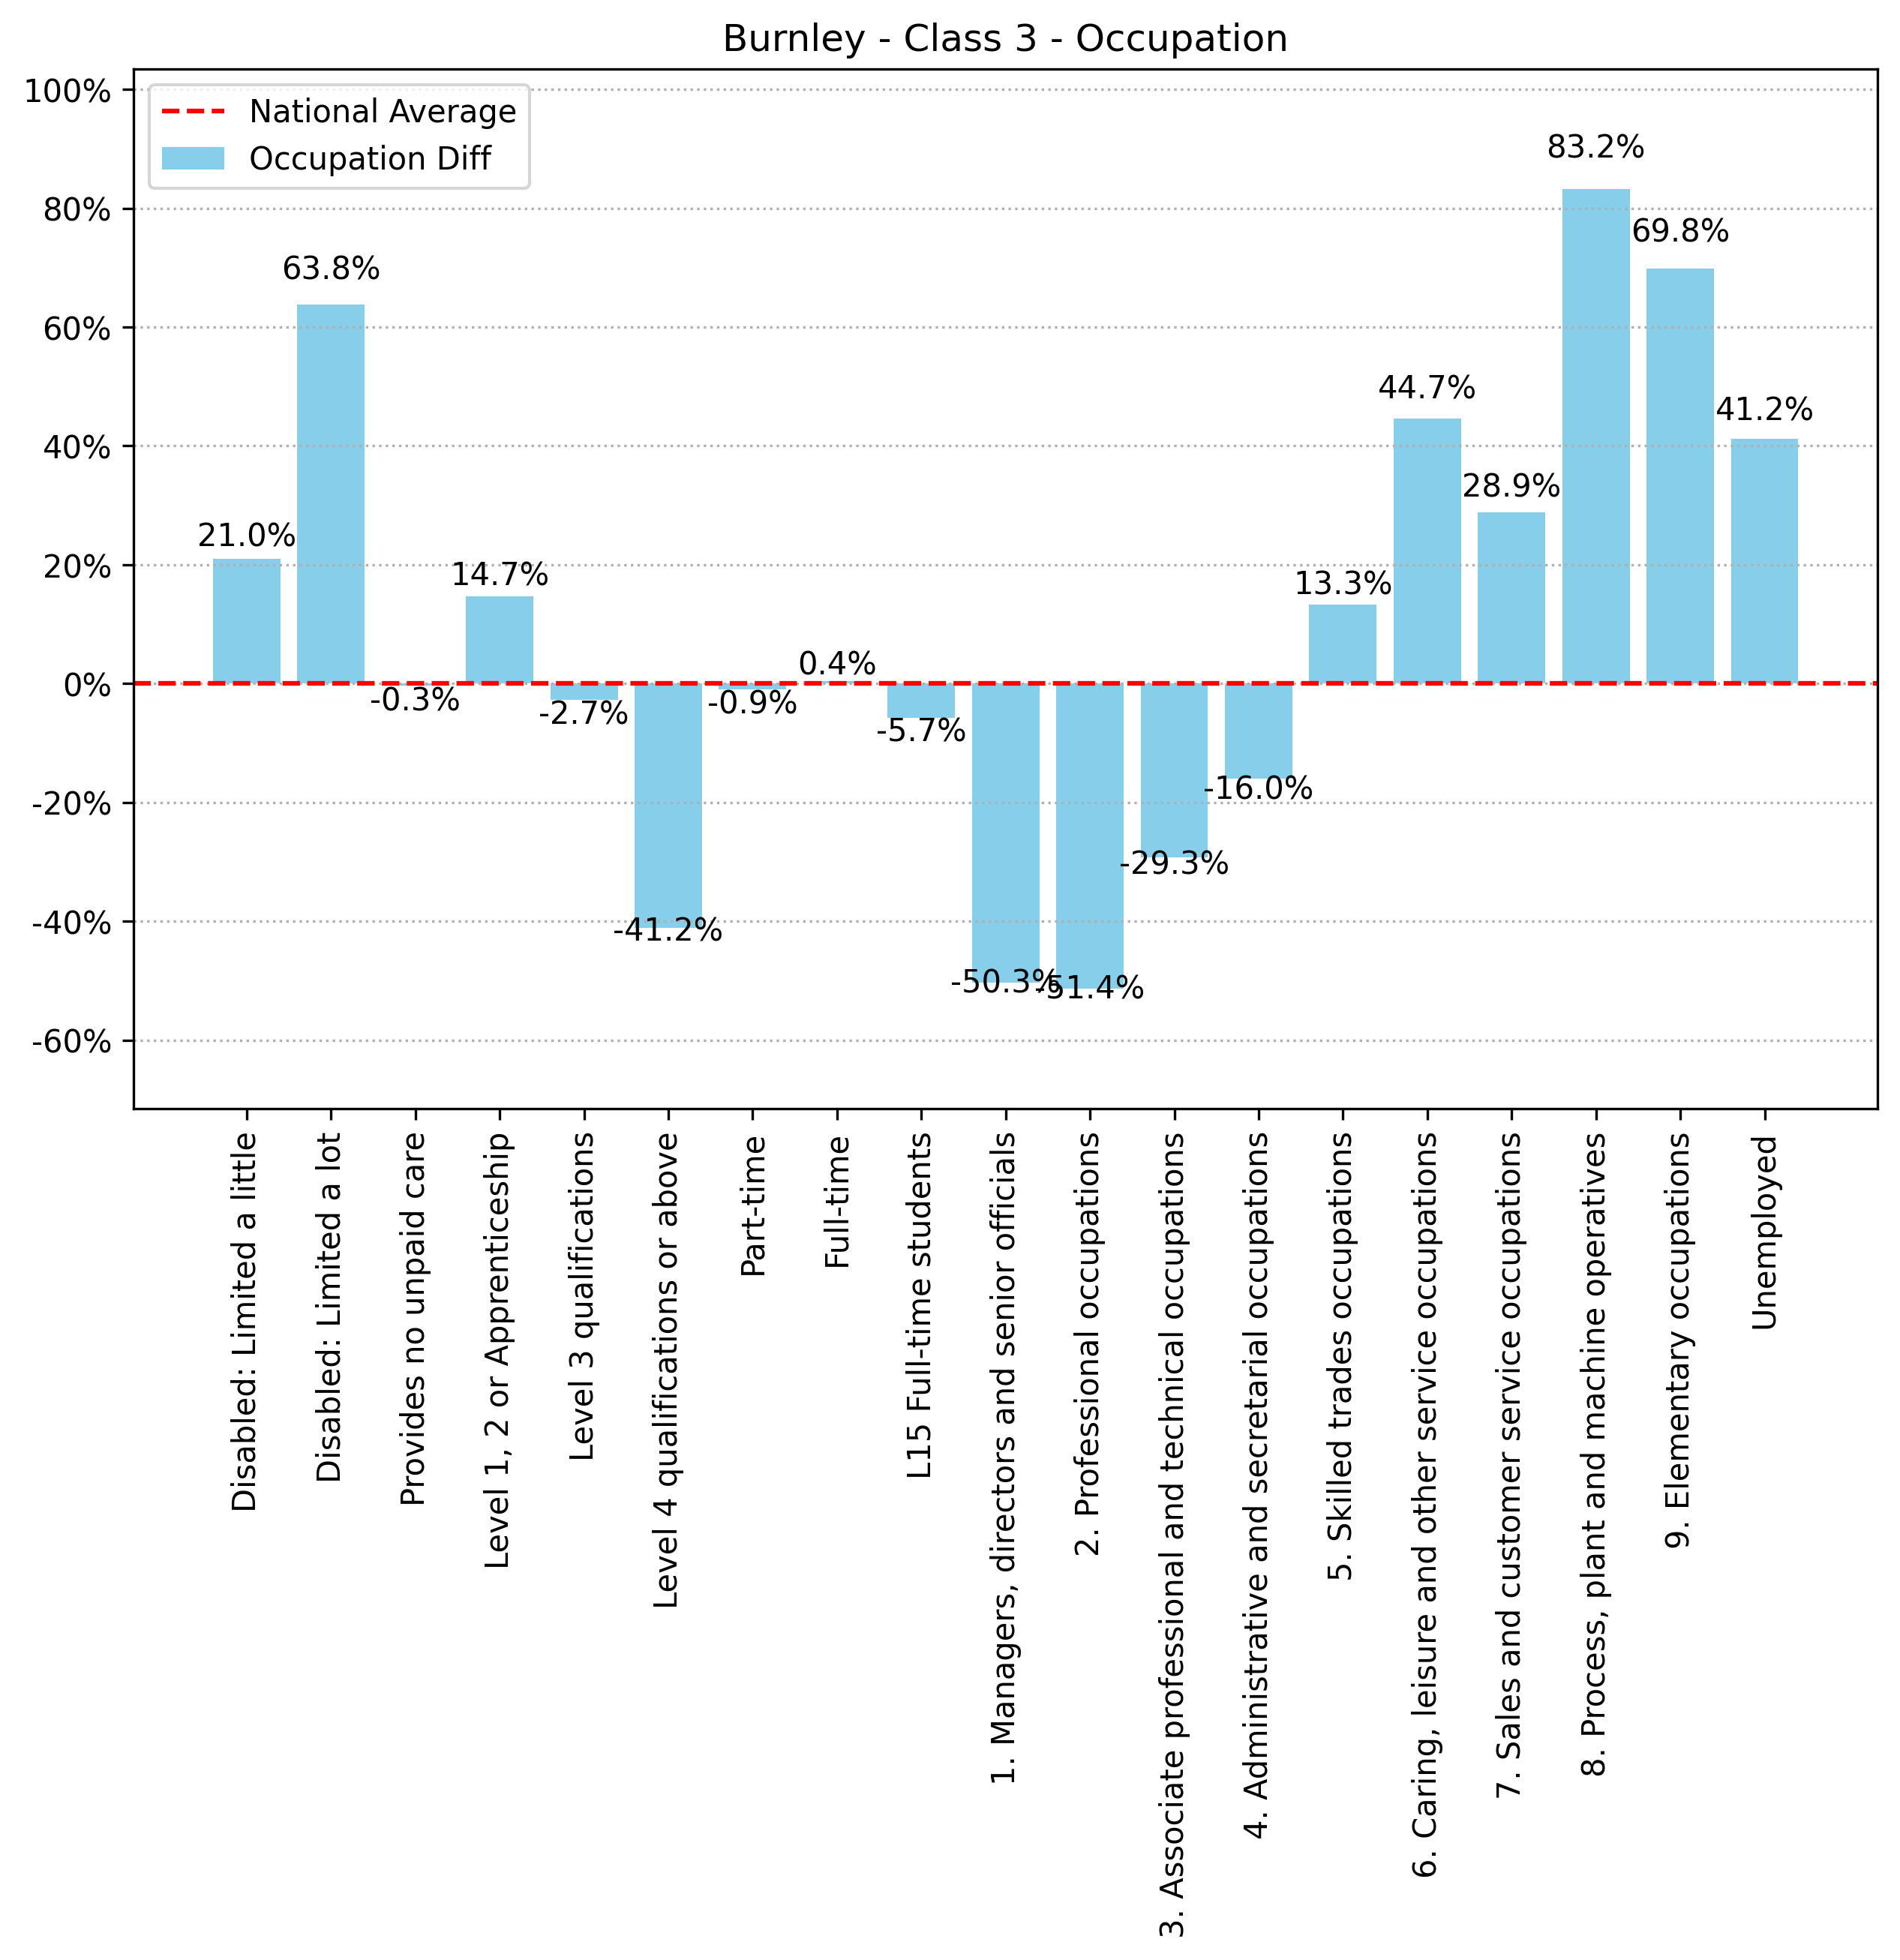 Burnley - Class 3 - Occupation
National Average
Occupation Diff
100%
80%
60%
40%
20%
0%
-20%
-40%
-60%
21.0%
63.8%
-0.3%
14.7%
-2.7%
-41.2%
-0.9%
0.4%
-5.7%
-50.3%
-51.4%
-29.3%
-16.0%
13.3%
44.7%
28.9%
83.2%
69.8%
41.2%
Disabled: Limited a little
Disabled: Limited a lot
Provides no unpaid care
Level 1, 2 or Apprenticeship
Level 3 qualifications
Level 4 qualifications or above
Part-time
Full-time
L15 Full-time students
1. Managers, directors and senior officials
2. Professional occupations
3. Associate professional and technical occupations
4. Administrative and secretarial occupations
5. Skilled trades occupations
6. Caring, leisure and other service occupations
7. Sales and customer service occupations
8. Process, plant and machine operatives
9. Elementary occupations
Unemployed